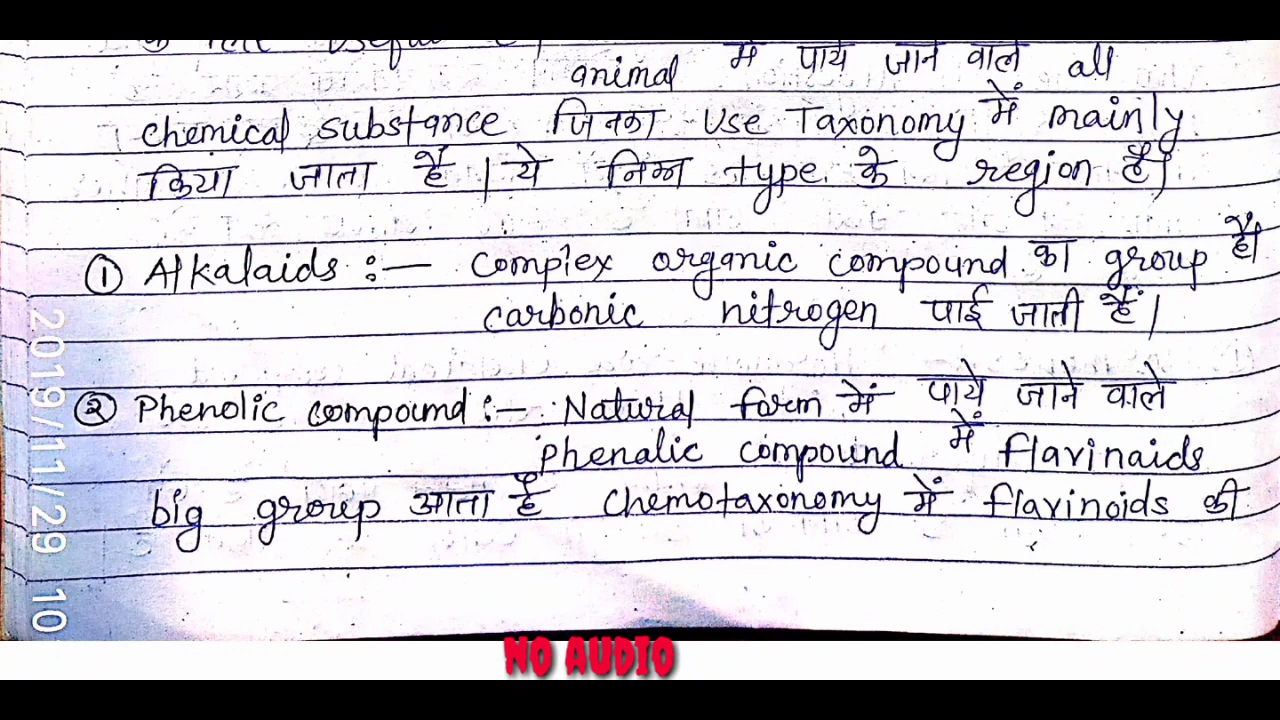 के लिए useful है|
animal में पाये जाने वाले all
chemical substance जिनका use Taxonomy में mainly
किया जाता हैं | ये निम्न type के region है|
① Alkalaids :— complex organic compound का group हैं|
carbonic nitrogen पाई जाती हैं|
② Phenolic compound :— Natural form में पाये जाने वाले
phenalic compound में flavinaids
big group आता है chemotaxonomy में flavinoids की
2019/11/29 10
NO AUDIO